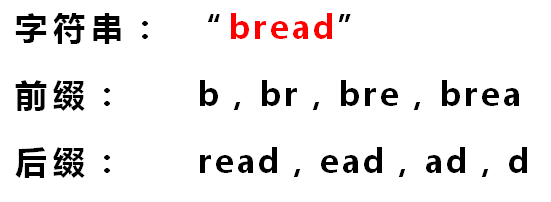 字符串： “bread”
前缀： b , br , bre , brea
后缀： read , ead , ad , d